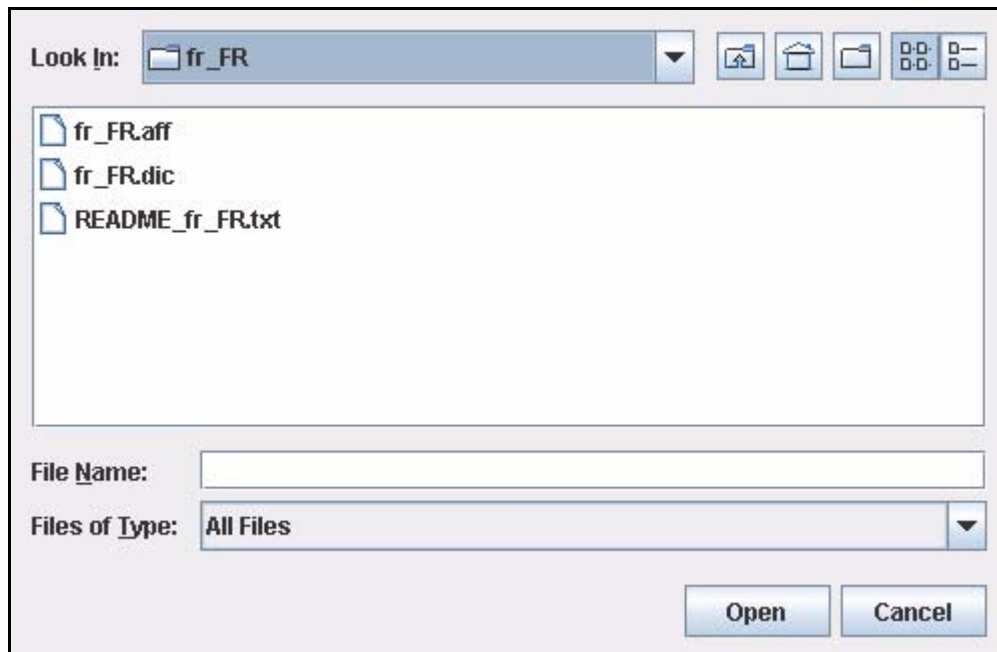 Look In: fr_FR
fr_FR.aff
fr_FR.dic
README_fr_FR.txt
File Name:
Files of Type: All Files
Open Cancel